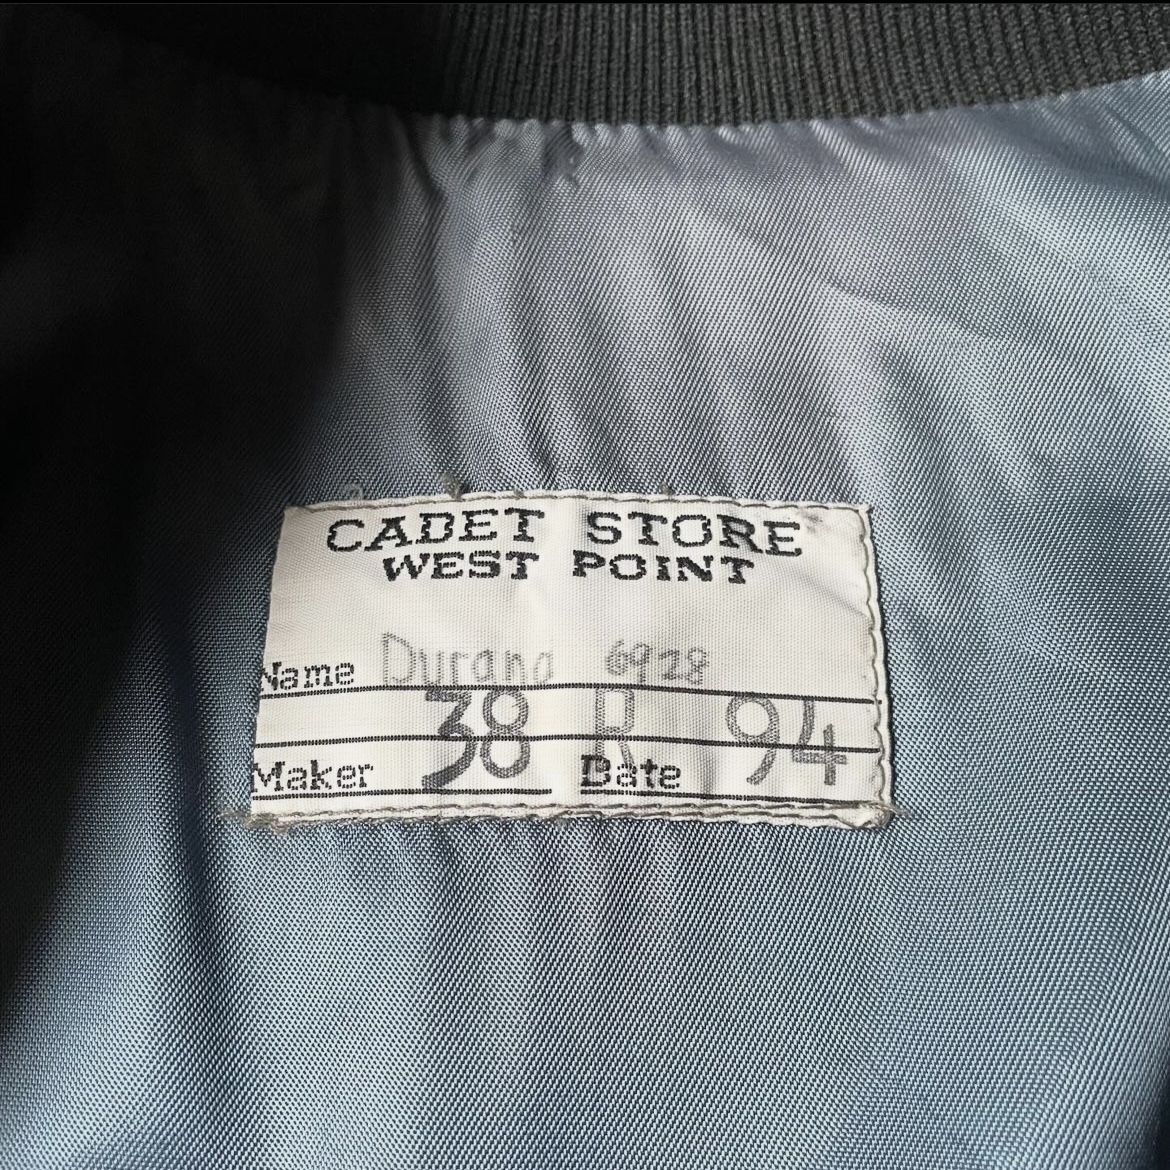 CADET STORE
WEST POINT
Name Durand 6928
38 R 94
Maker Date